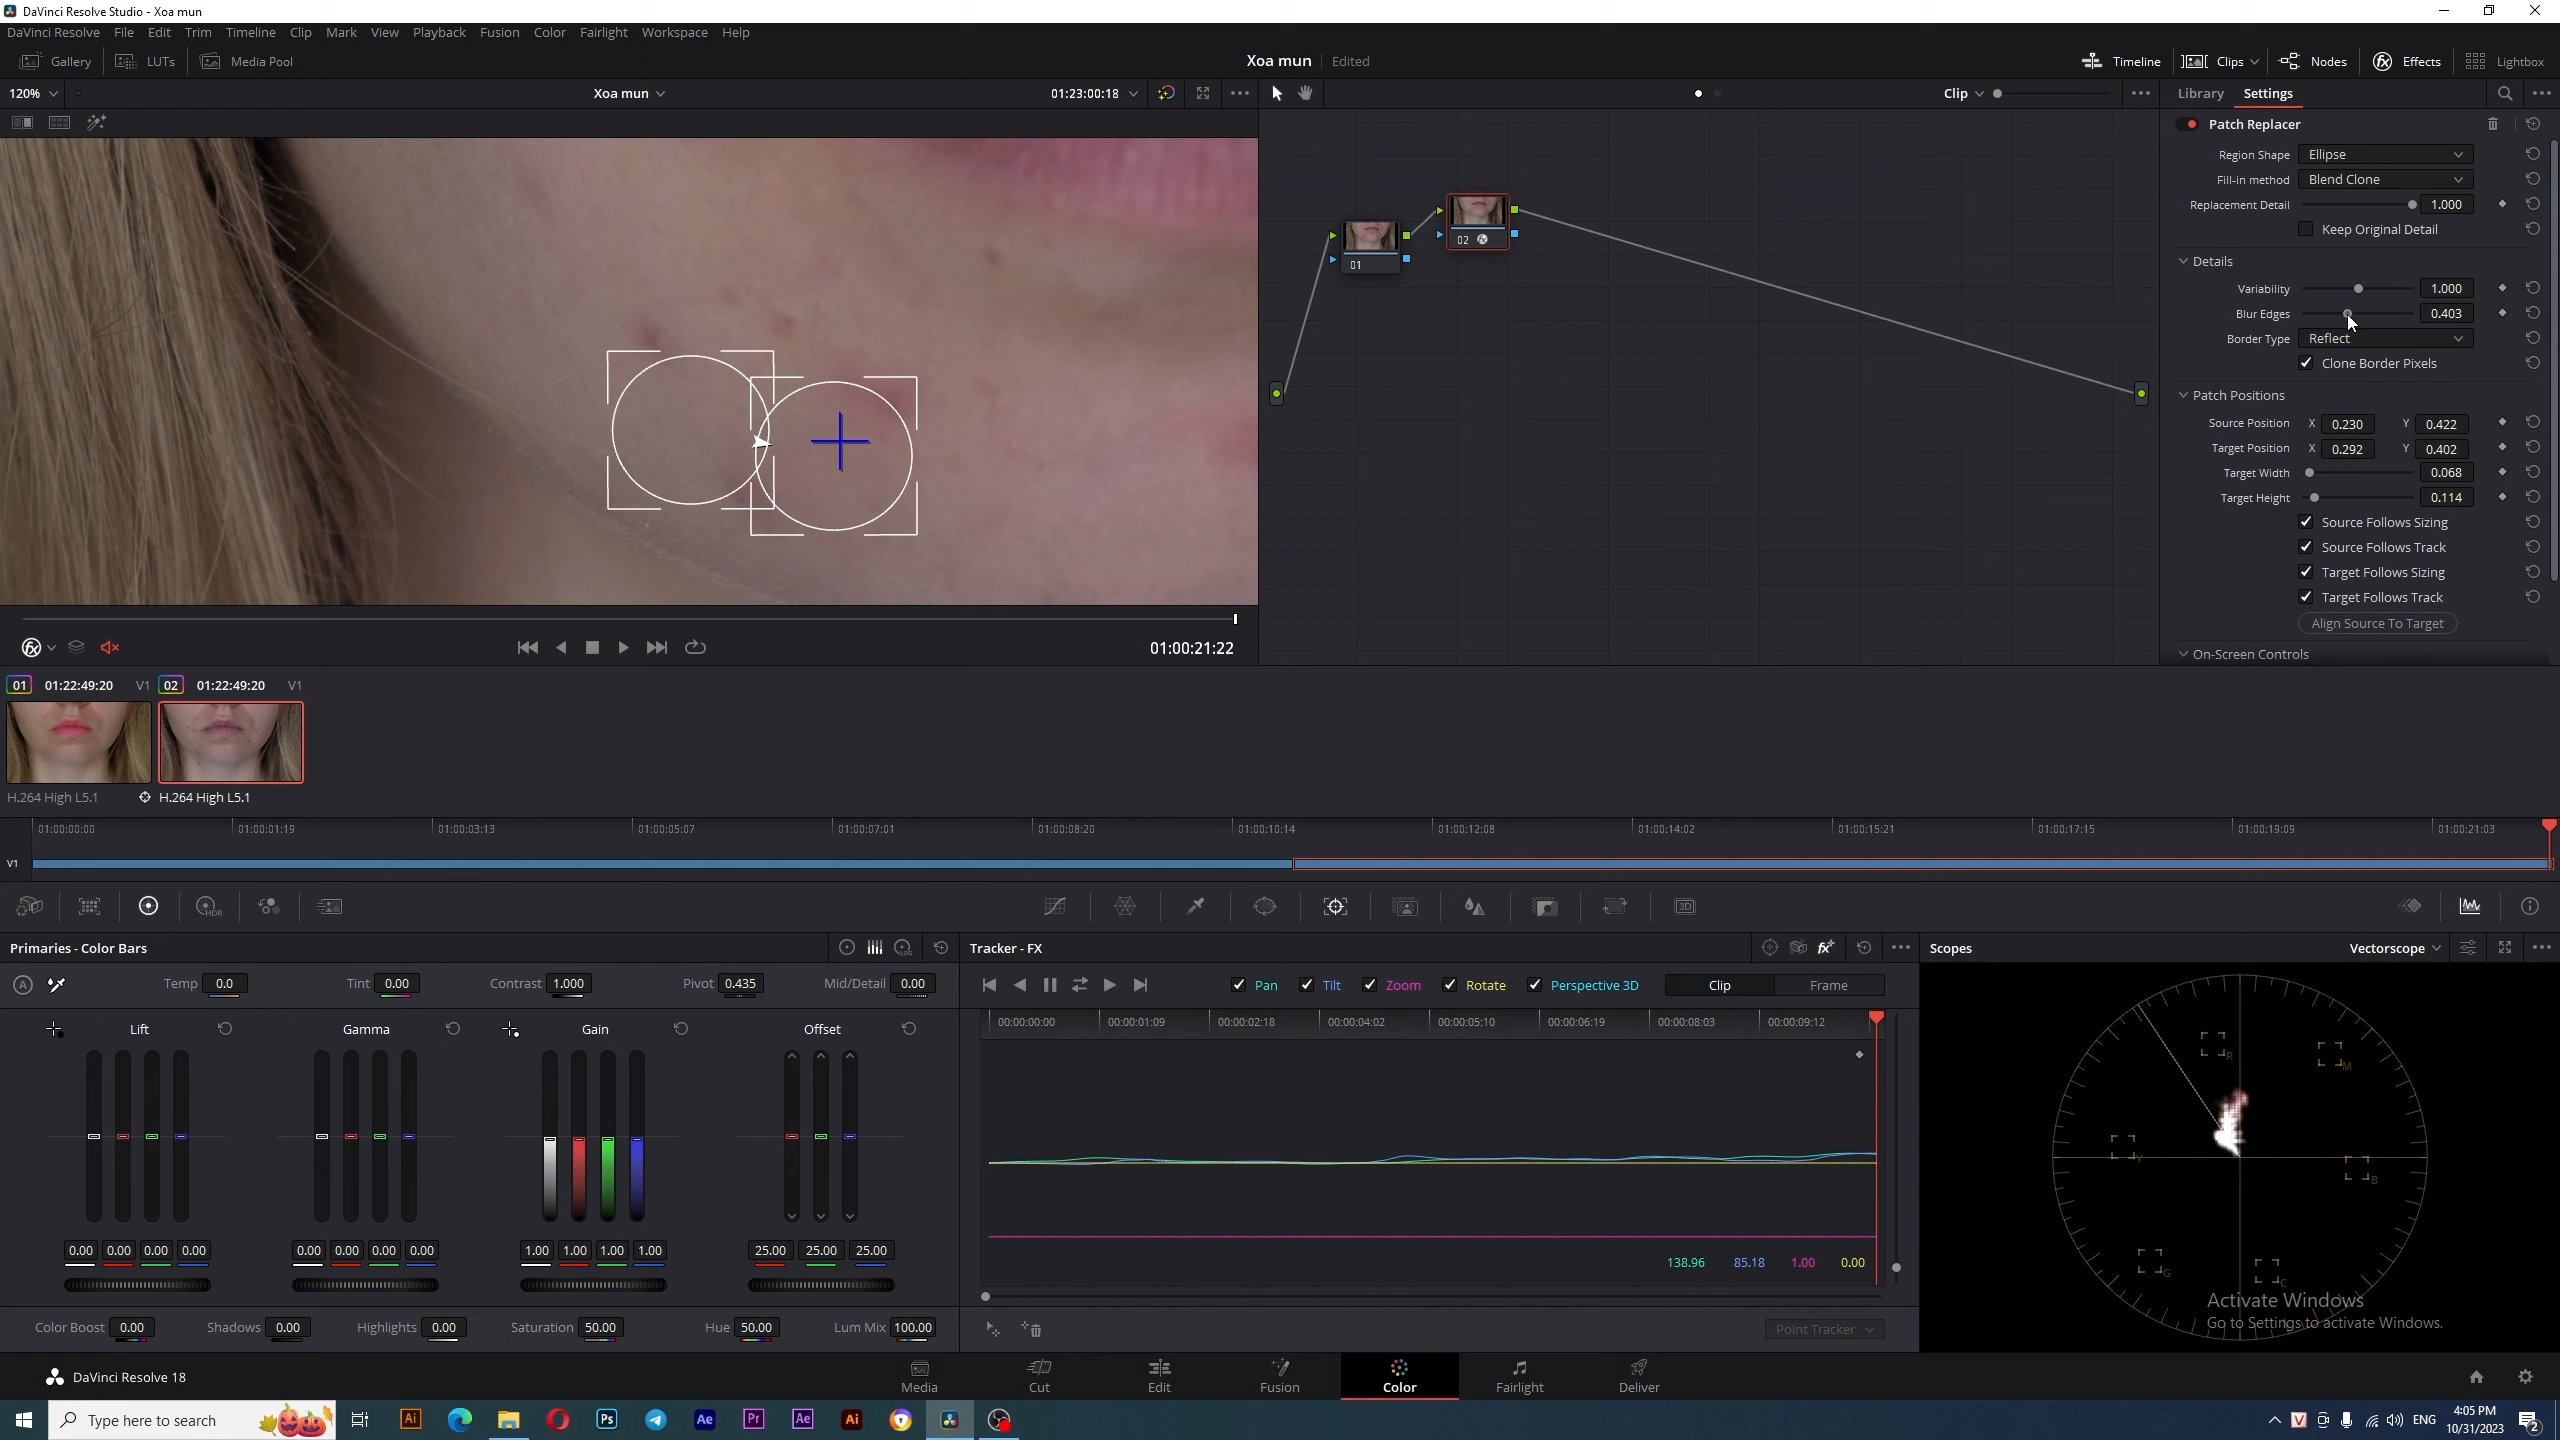 DaVinci Resolve Studio - Xoa mun
DaVinci Resolve File Edit Trim Timeline Clip Mark View Playback Fusion Color Fairlight Workspace Help
Gallery LUTs Media Pool Xoa mun Edited Timeline Clips Nodes Effects Lightbox
120% Xoa mun 01:23:00:18 Clip Library Settings
Patch Replacer
Region Shape Ellipse
Fill-in method Blend Clone
Replacement Detail 1.000
Keep Original Detail
Details
Variability 1.000
Blur Edges 0.403
Border Type Reflect
Clone Border Pixels
Patch Positions
Source Position X 0.230 Y 0.422
Target Position X 0.292 Y 0.402
Target Width 0.068
Target Height 0.114
Source Follows Sizing
Source Follows Track
Target Follows Sizing
Target Follows Track
Align Source To Target
On-Screen Controls
01
02
01:00:21:22
01 01:22:49:20 V1 02 01:22:49:20 V1
H.264 High L5.1 H.264 High L5.1
01:00:00:00 01:00:01:19 01:00:03:13 01:00:05:07 01:00:07:01 01:00:08:20 01:00:10:14 01:00:12:08 01:00:14:02 01:00:15:21 01:00:17:15 01:00:19:09 01:00:21:03
V1
HDR 3D
Primaries - Color Bars Tracker - FX Scopes Vectorscope
A Temp 0.0 Tint 0.00 Contrast 1.000 Pivot 0.435 Mid/Detail 0.00
Pan Tilt Zoom Rotate Perspective 3D Clip Frame
Lift Gamma Gain Offset
00:00:00:00 00:00:01:09 00:00:02:18 00:00:04:02 00:00:05:10 00:00:06:19 00:00:08:03 00:00:09:12
R M Y B G C
0.00 0.00 0.00 0.00 0.00 0.00 0.00 0.00 1.00 1.00 1.00 1.00 25.00 25.00 25.00
138.96 85.18 1.00 0.00
Color Boost 0.00 Shadows 0.00 Highlights 0.00 Saturation 50.00 Hue 50.00 Lum Mix 100.00
Point Tracker
Activate Windows
Go to Settings to activate Windows.
DaVinci Resolve 18 Media Cut Edit Fusion Color Fairlight Deliver
Type here to search Ai Ps Ae Pr Ae Ai V ENG 4:05 PM
10/31/2023 2